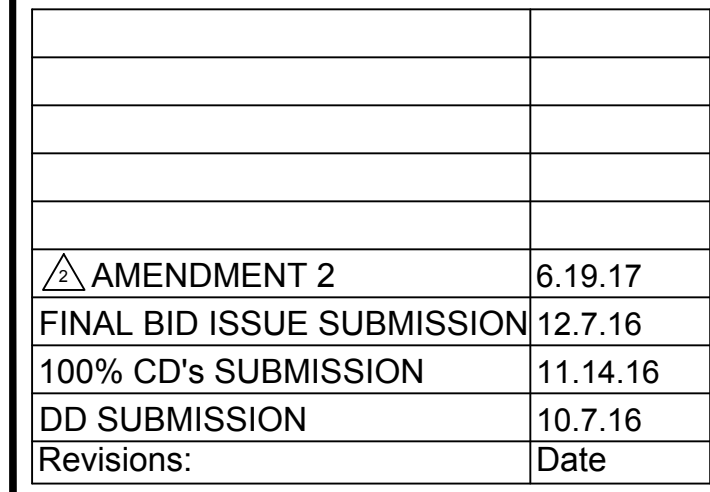 2 AMENDMENT 2 6.19.17
FINAL BID ISSUE SUBMISSION 12.7.16
100% CD's SUBMISSION 11.14.16
DD SUBMISSION 10.7.16
Revisions: Date